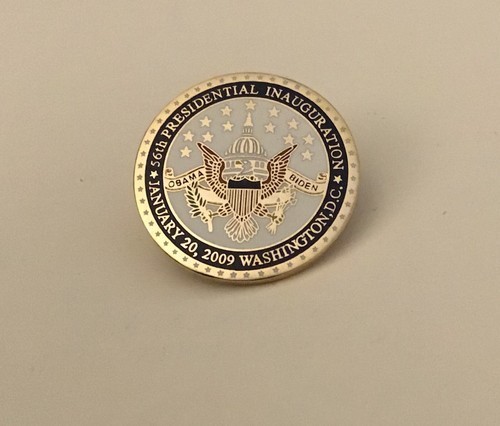 56th PRESIDENTIAL INAUGURATION
OBAMA BIDEN
JANUARY 20, 2009 WASHINGTON, D.C.